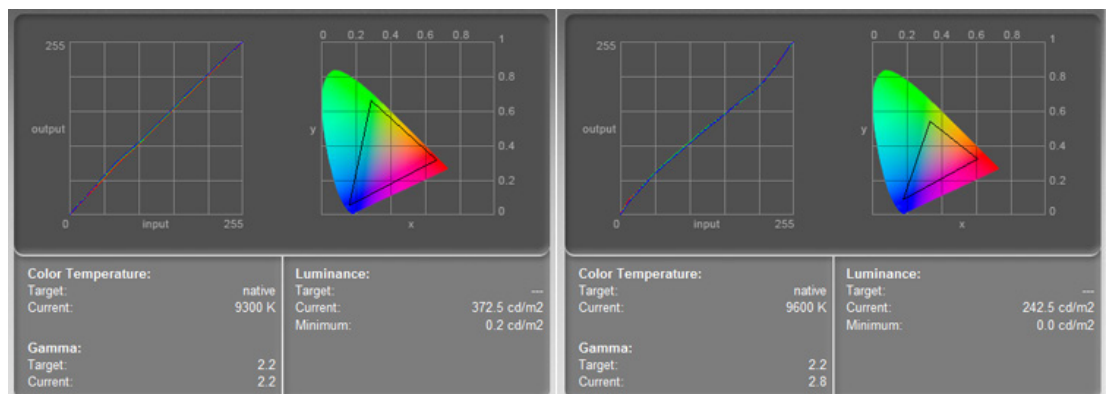 255
output
0
input
255
0
0.2
0.4
0.6
0.8
1
0.8
0.6
0.4
0.2
0
y
x
Color Temperature:
Target: native
Current: 9300 K
Gamma:
Target: 2.2
Current: 2.2
Luminance:
Target: ---
Current: 372.5 cd/m2
Minimum: 0.2 cd/m2
255
output
0
input
255
0
0.2
0.4
0.6
0.8
1
0.8
0.6
0.4
0.2
0
y
x
Color Temperature:
Target: native
Current: 9600 K
Gamma:
Target: 2.2
Current: 2.8
Luminance:
Target: ---
Current: 242.5 cd/m2
Minimum: 0.0 cd/m2